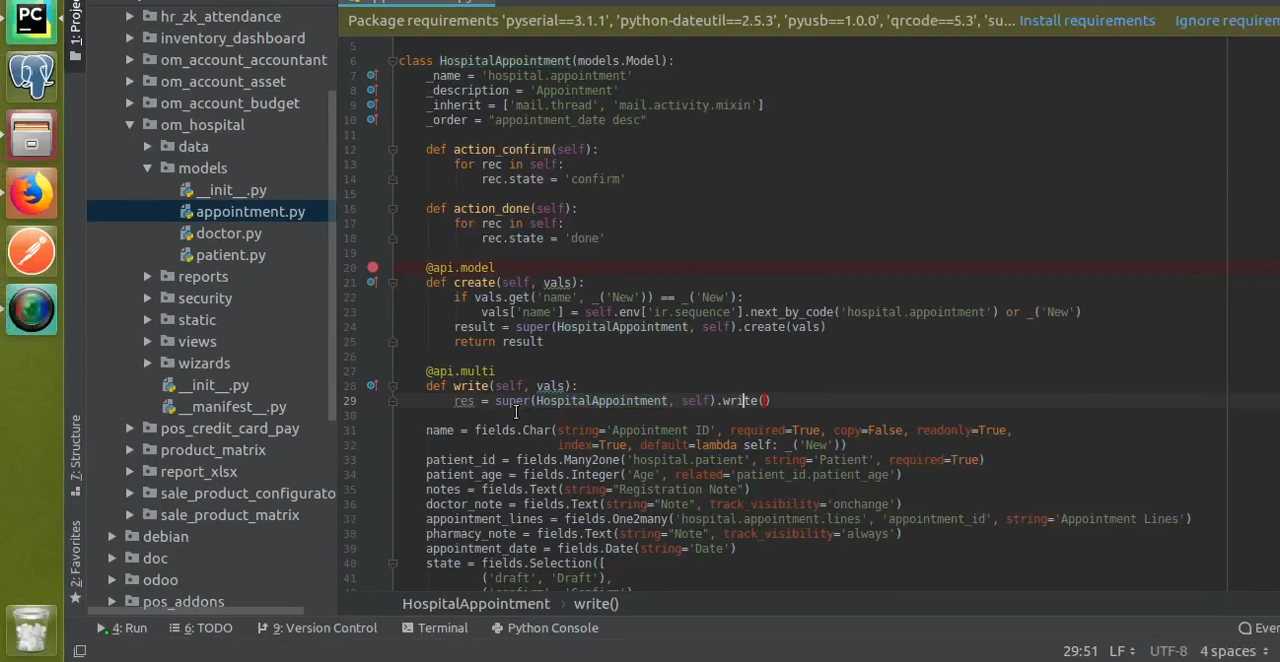 PC
1: Project
hr_zk_attendance
inventory_dashboard
om_account_accountant
om_account_asset
om_account_budget
om_hospital
data
models
__init__.py
appointment.py
doctor.py
patient.py
reports
security
static
views
wizards
__init__.py
__manifest__.py
pos_credit_card_pay
product_matrix
report_xlsx
sale_product_configurato
sale_product_matrix
debian
doc
odoo
pos_addons
7: Structure
2: Favorites
Package requirements 'pyserial==3.1.1', 'python-dateutil==2.5.3', 'pyusb==1.0.0', 'qrcode==5.3', 'su... Install requirements Ignore requirem
5
6 class HospitalAppointment(models.Model):
7 _name = 'hospital.appointment'
8 _description = 'Appointment'
9 _inherit = ['mail.thread', 'mail.activity.mixin']
10 _order = "appointment_date desc"
11
12 def action_confirm(self):
13 for rec in self:
14 rec.state = 'confirm'
15
16 def action_done(self):
17 for rec in self:
18 rec.state = 'done'
19
20 @api.model
21 def create(self, vals):
22 if vals.get('name', _('New')) == _('New'):
23 vals['name'] = self.env['ir.sequence'].next_by_code('hospital.appointment') or _('New')
24 result = super(HospitalAppointment, self).create(vals)
25 return result
26
27 @api.multi
28 def write(self, vals):
29 res = super(HospitalAppointment, self).write()
30
31 name = fields.Char(string='Appointment ID', required=True, copy=False, readonly=True,
32 index=True, default=lambda self: _('New'))
33 patient_id = fields.Many2one('hospital.patient', string='Patient', required=True)
34 patient_age = fields.Integer('Age', related='patient_id.patient_age')
35 notes = fields.Text(string="Registration Note")
36 doctor_note = fields.Text(string="Note", track_visibility='onchange')
37 appointment_lines = fields.One2many('hospital.appointment.lines', 'appointment_id', string='Appointment Lines')
38 pharmacy_note = fields.Text(string="Note", track_visibility='always')
39 appointment_date = fields.Date(string='Date')
40 state = fields.Selection([
41 ('draft', 'Draft'),
HospitalAppointment › write()
4: Run 6: TODO 9: Version Control Terminal Python Console Even
29:51 LF UTF-8 4 spaces